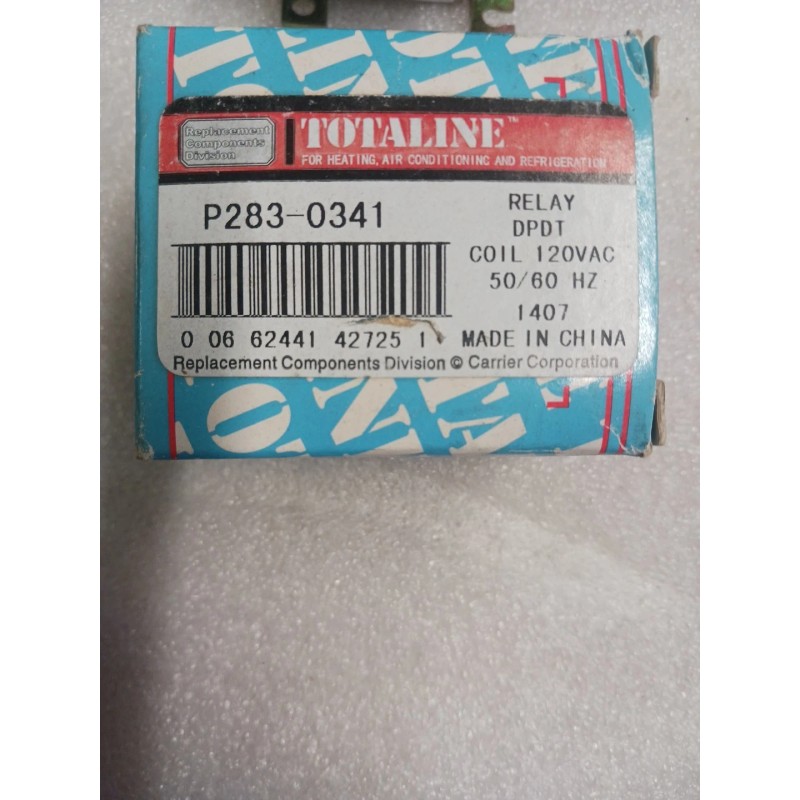 Replacement
Components
Division
TOTALINE™
FOR HEATING, AIR CONDITIONING AND REFRIGERATION
P283-0341
RELAY
DPDT
COIL 120VAC
50/60 HZ
1407
MADE IN CHINA
0 06 62441 42725 1
Replacement Components Division © Carrier Corporation